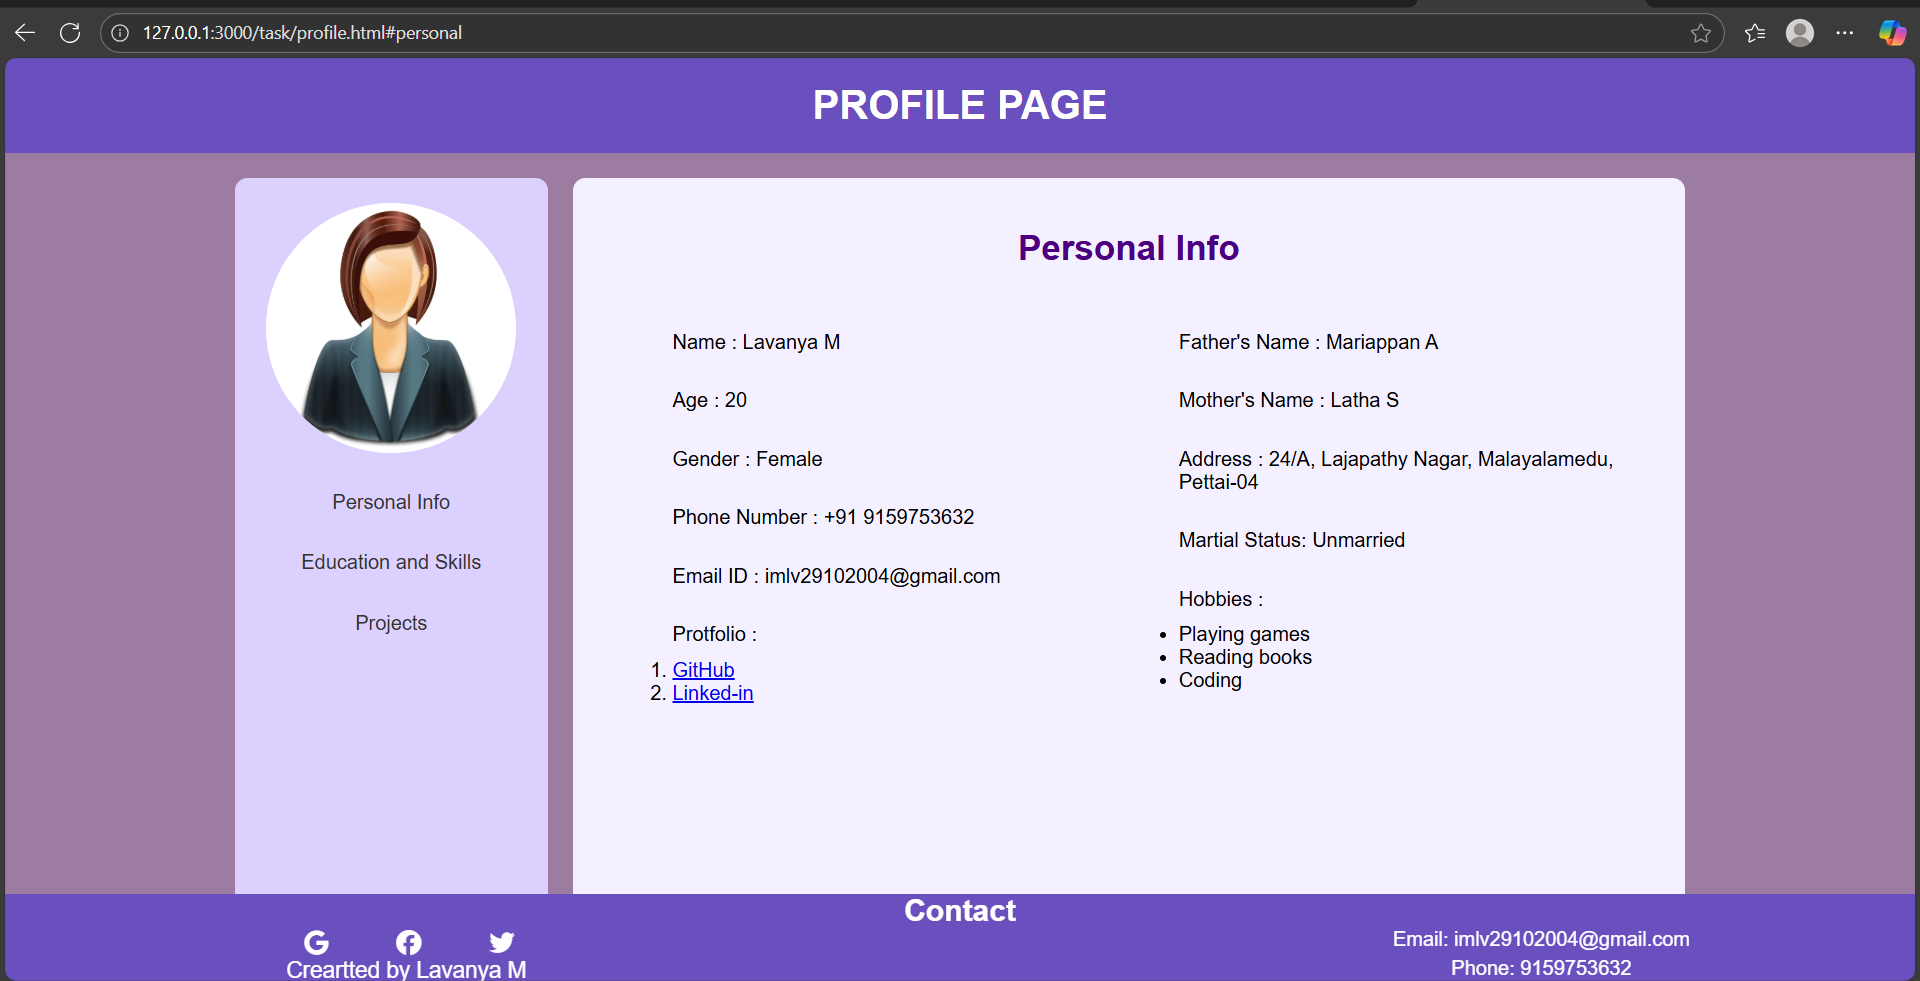 127.0.0.1:3000/task/profile.html#personal
PROFILE PAGE
Personal Info
Education and Skills
Projects
Personal Info
Name : Lavanya M
Age : 20
Gender : Female
Phone Number : +91 9159753632
Email ID : imlv29102004@gmail.com
Protfolio :
1. GitHub
2. Linked-in
Father's Name : Mariappan A
Mother's Name : Latha S
Address : 24/A, Lajapathy Nagar, Malayalamedu,
Pettai-04
Martial Status: Unmarried
Hobbies :
• Playing games
• Reading books
• Coding
Contact
Creartted by Lavanya M
Email: imlv29102004@gmail.com
Phone: 9159753632